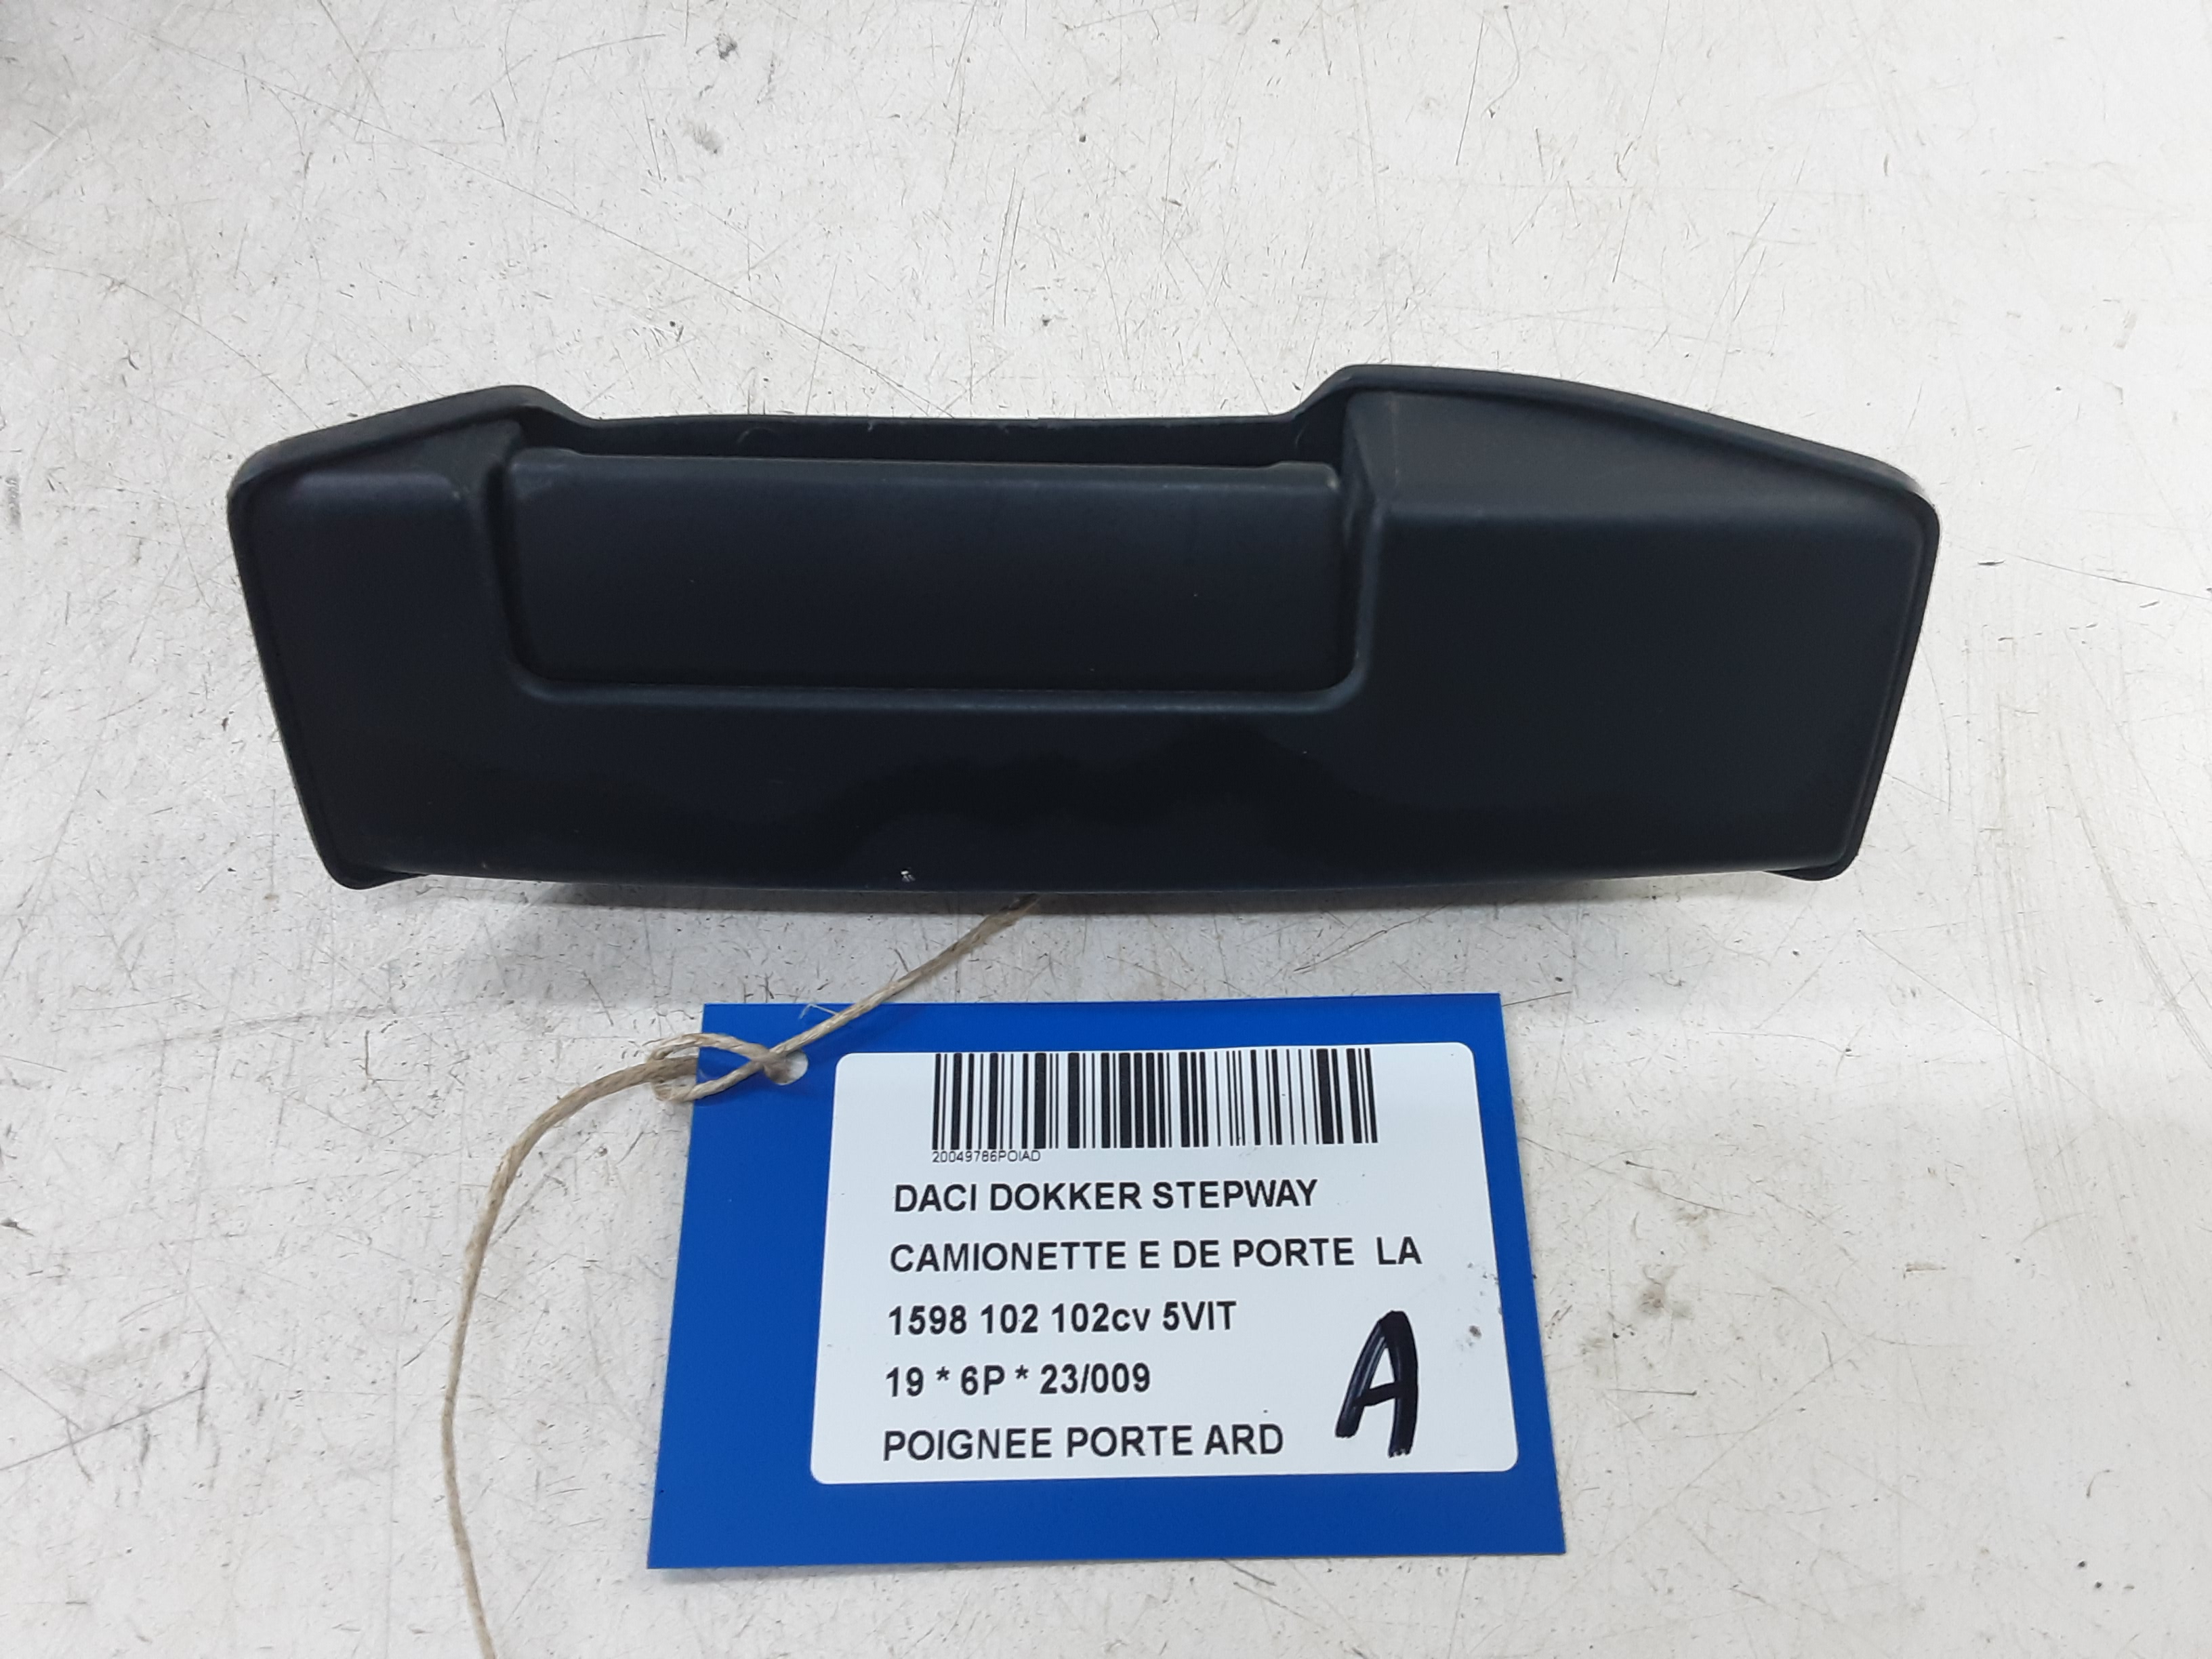 20049786POIAD
DACI DOKKER STEPWAY
CAMIONETTE E DE PORTE LA
1598 102 102cv 5VIT
19 * 6P * 23/009
POIGNEE PORTE ARD
A